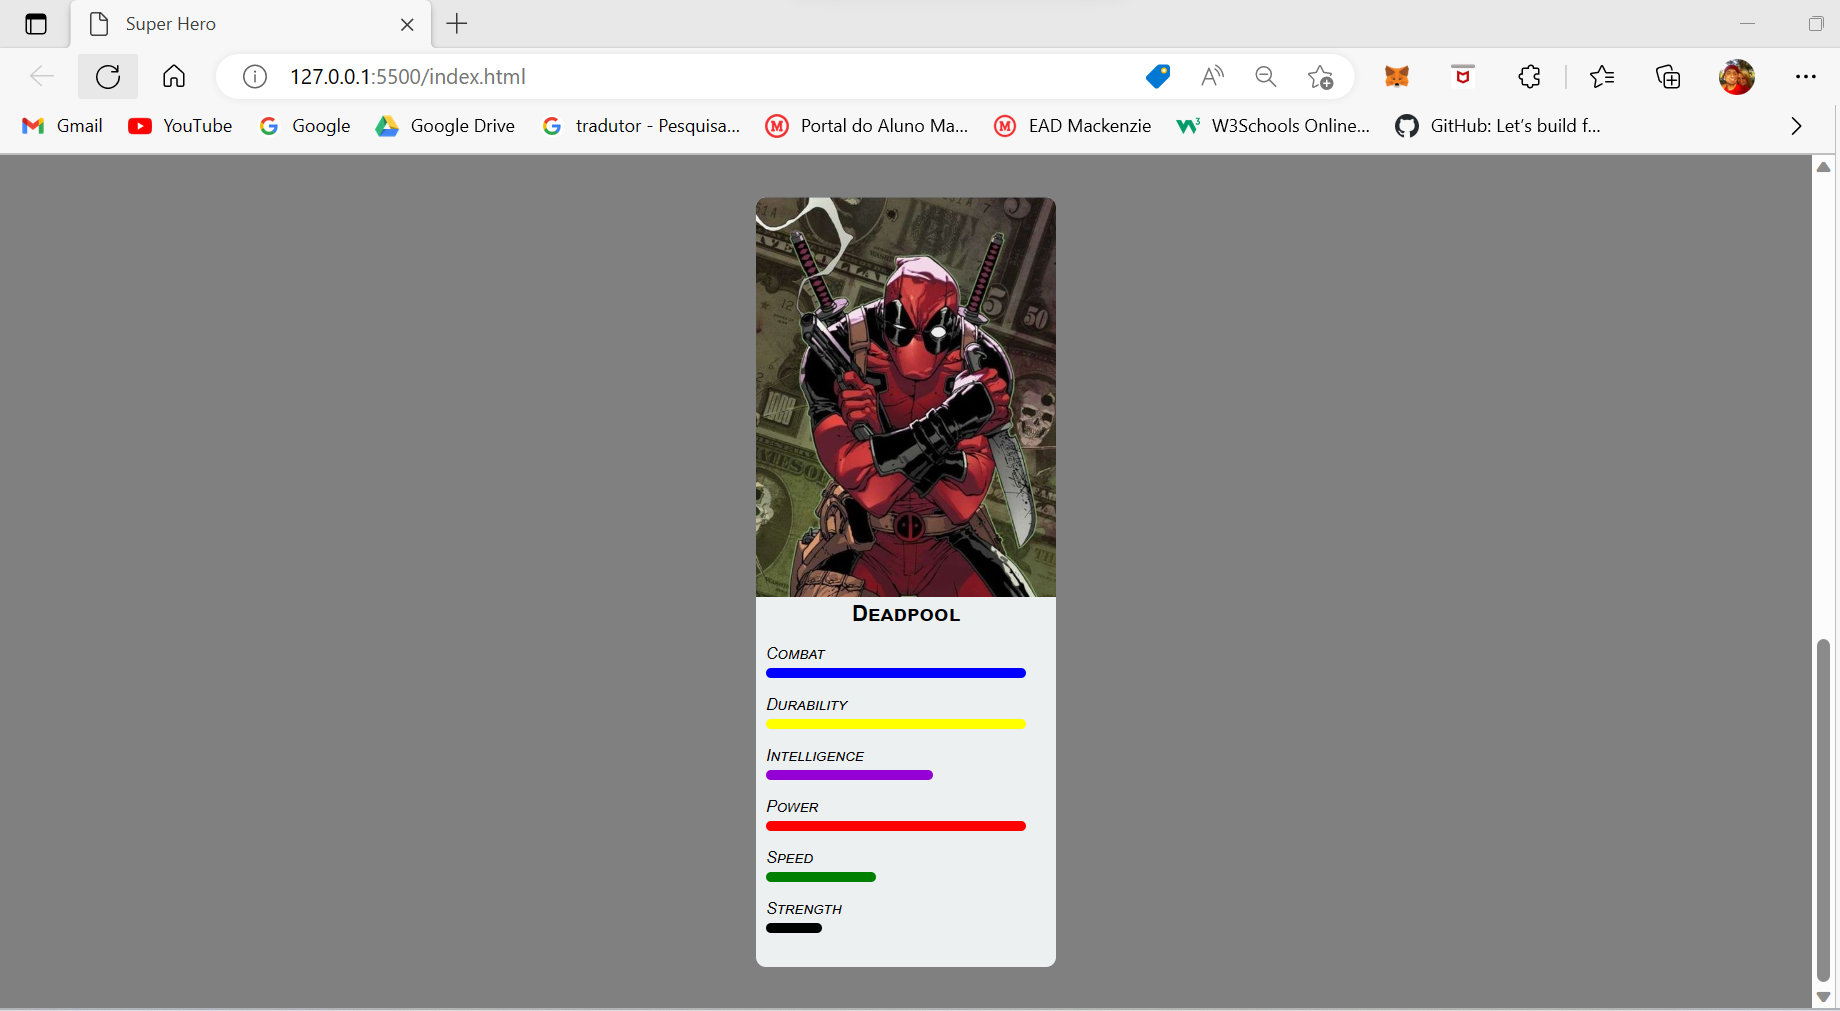 Super Hero
127.0.0.1:5500/index.html
Gmail YouTube Google Google Drive tradutor - Pesquisa... Portal do Aluno Ma... EAD Mackenzie W3Schools Online... GitHub: Let's build f...
50
Deadpool
Combat
Durability
Intelligence
Power
Speed
Strength